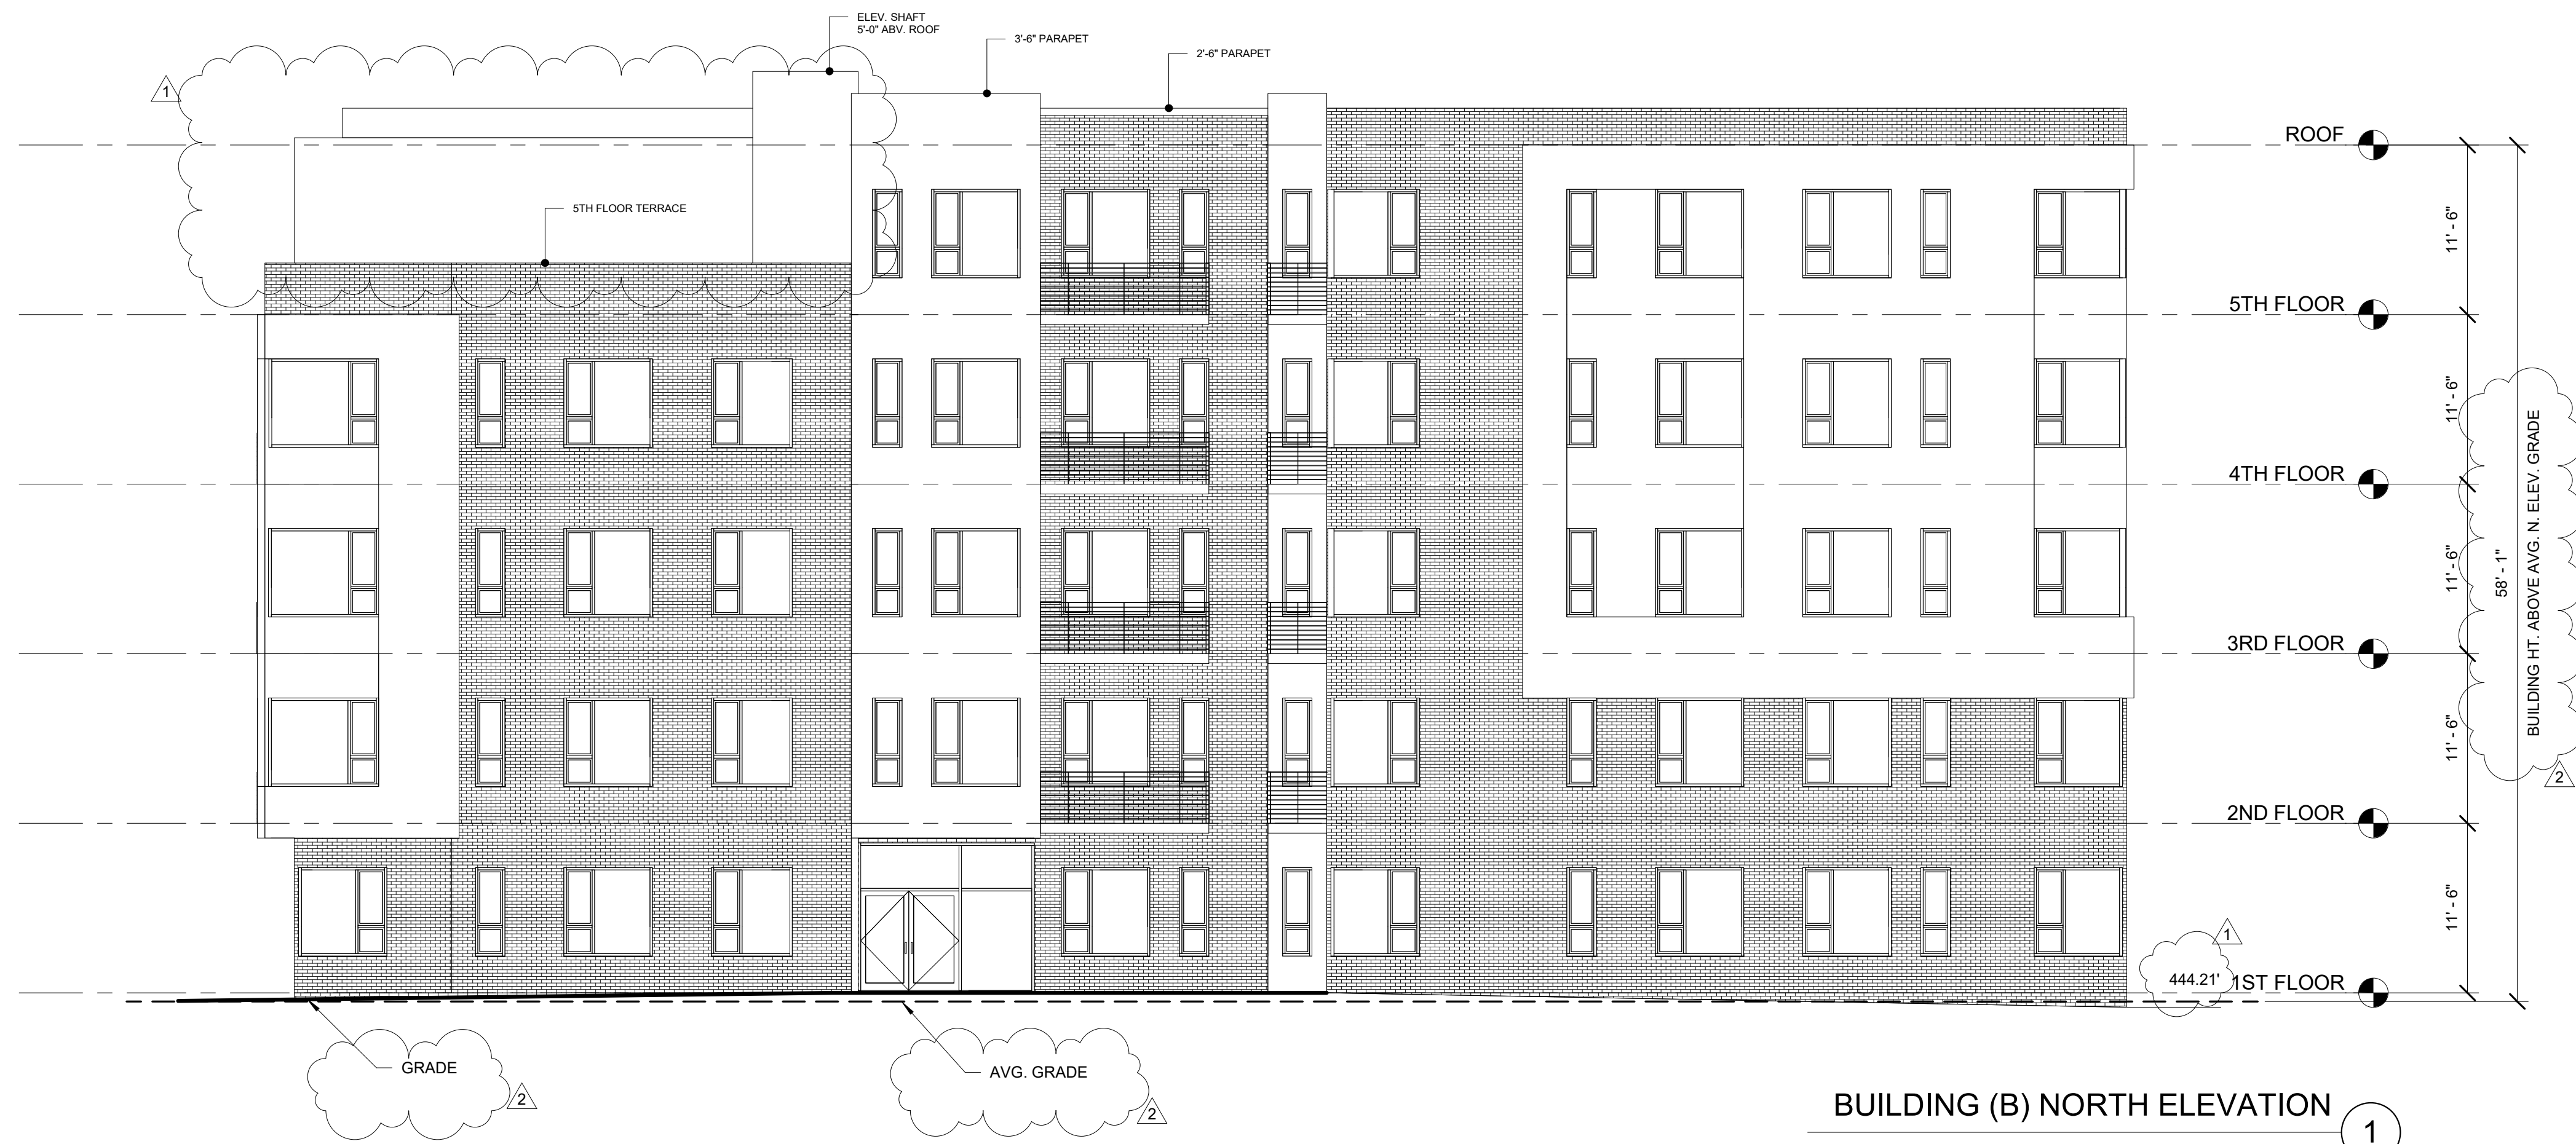 ELEV. SHAFT
5'-0" ABV. ROOF
3'-6" PARAPET
2'-6" PARAPET
1
ROOF
5TH FLOOR TERRACE
11' - 6"
5TH FLOOR
11' - 6"
4TH FLOOR
11' - 6"
58' - 1"
BUILDING HT. ABOVE AVG. N. ELEV. GRADE
3RD FLOOR
11' - 6"
2
2ND FLOOR
11' - 6"
1
444.21'
1ST FLOOR
GRADE
2
AVG. GRADE
2
BUILDING (B) NORTH ELEVATION
1